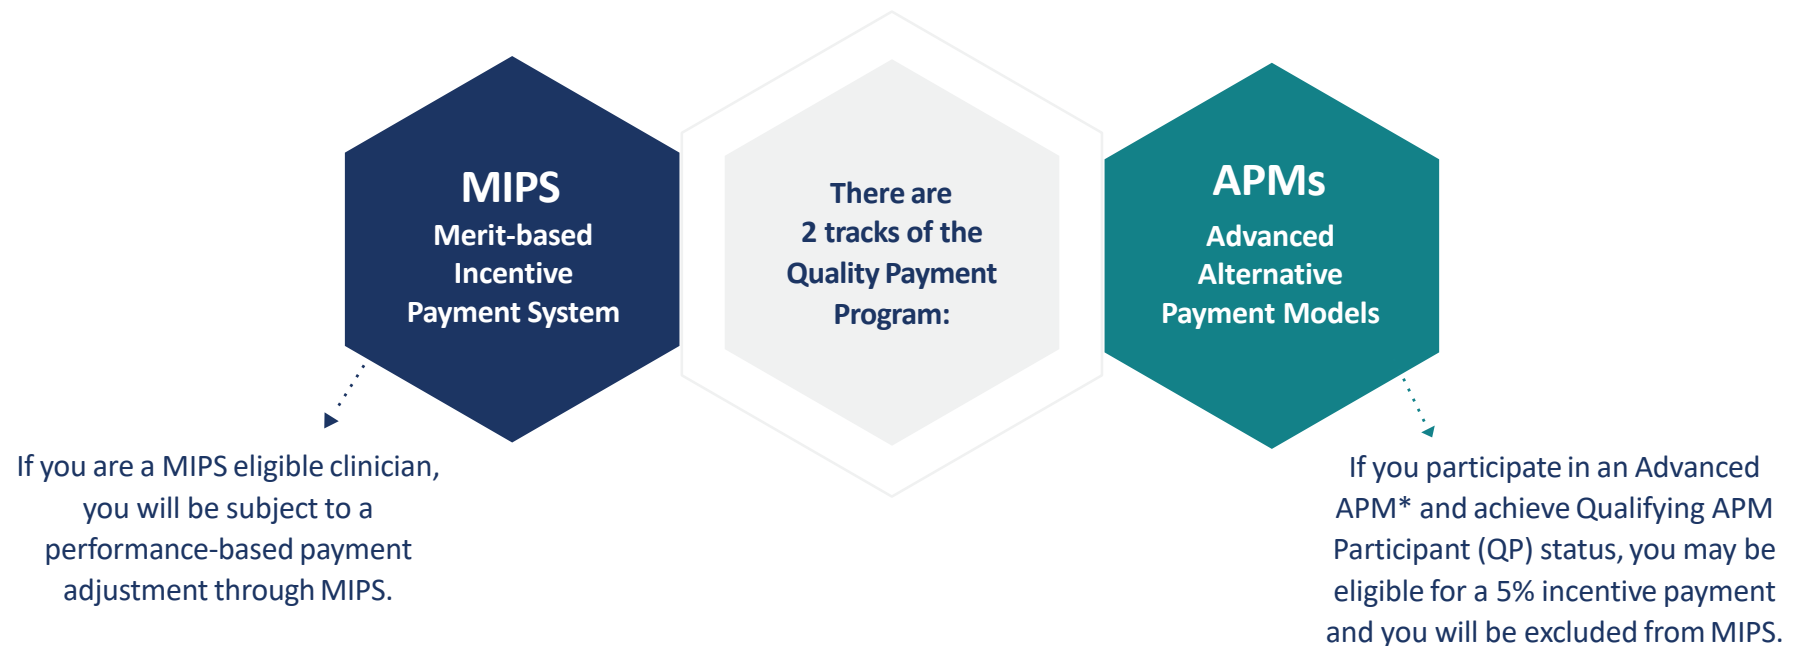 MIPS
Merit-based
Incentive
Payment System
There are
2 tracks of the
Quality Payment
Program:
APMs
Advanced
Alternative
Payment Models
If you are a MIPS eligible clinician,
you will be subject to a
performance-based payment
adjustment through MIPS.
If you participate in an Advanced
APM* and achieve Qualifying APM
Participant (QP) status, you may be
eligible for a 5% incentive payment
and you will be excluded from MIPS.